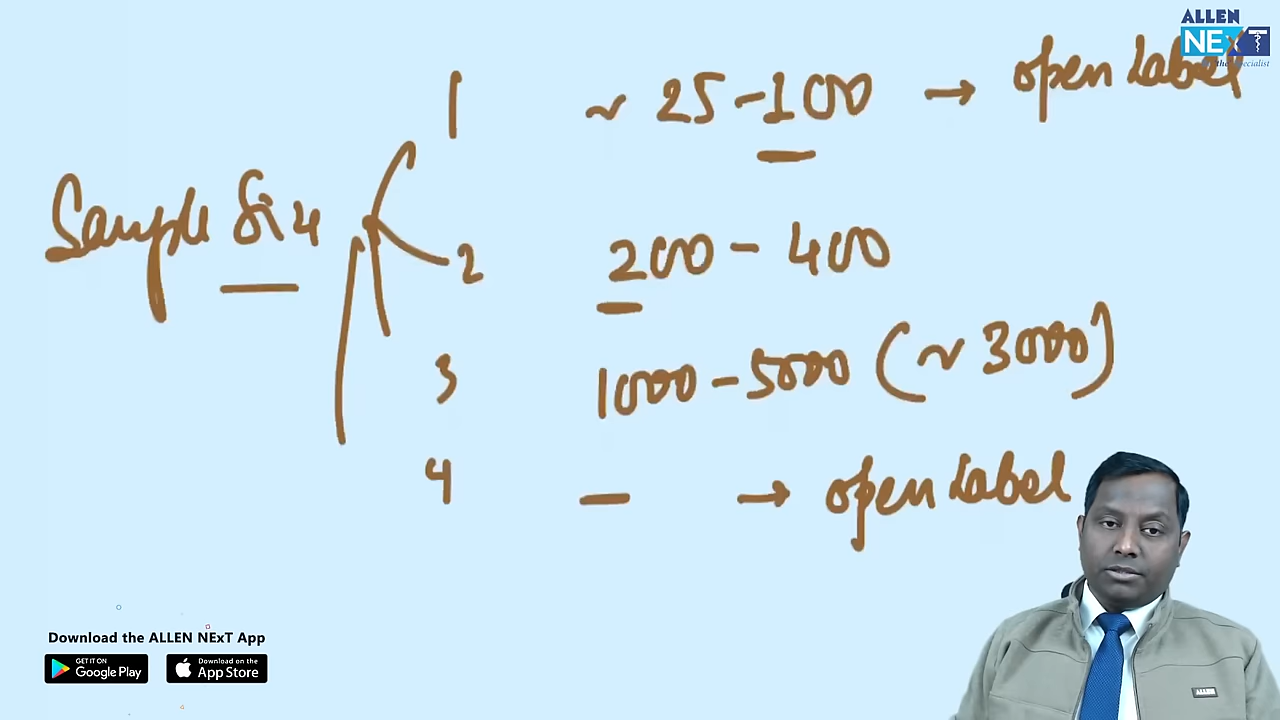 ALLEN
NEXT
1 ~ 25-100 → open Label
Sample Size
2 200 - 400
3 1000-5000 (~ 3000)
4 — → open Label
Download the ALLEN NExT App
GET IT ON
Google Play
Download on the
App Store
ALLEN